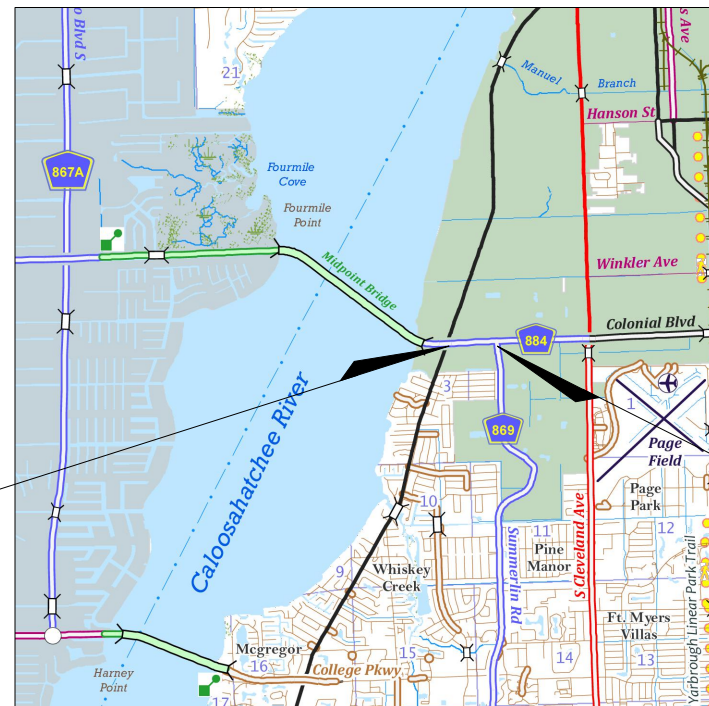 o Blvd S
s Ave
21
Manuel
Branch
Hanson St
867A
Fourmile
Cove
Fourmile
Point
Winkler Ave
Midpoint Bridge
884
Colonial Blvd
3
1
869
Page
Field
Caloosahatchee River
Page
Park
10
S Cleveland Ave
Summerlin Rd
11
12
Pine
Manor
9
Whiskey
Creek
Yarbrough Linear Park Trail
Ft. Myers
Villas
Mcgregor
16
15
14
13
College Pkwy
Harney
Point
17